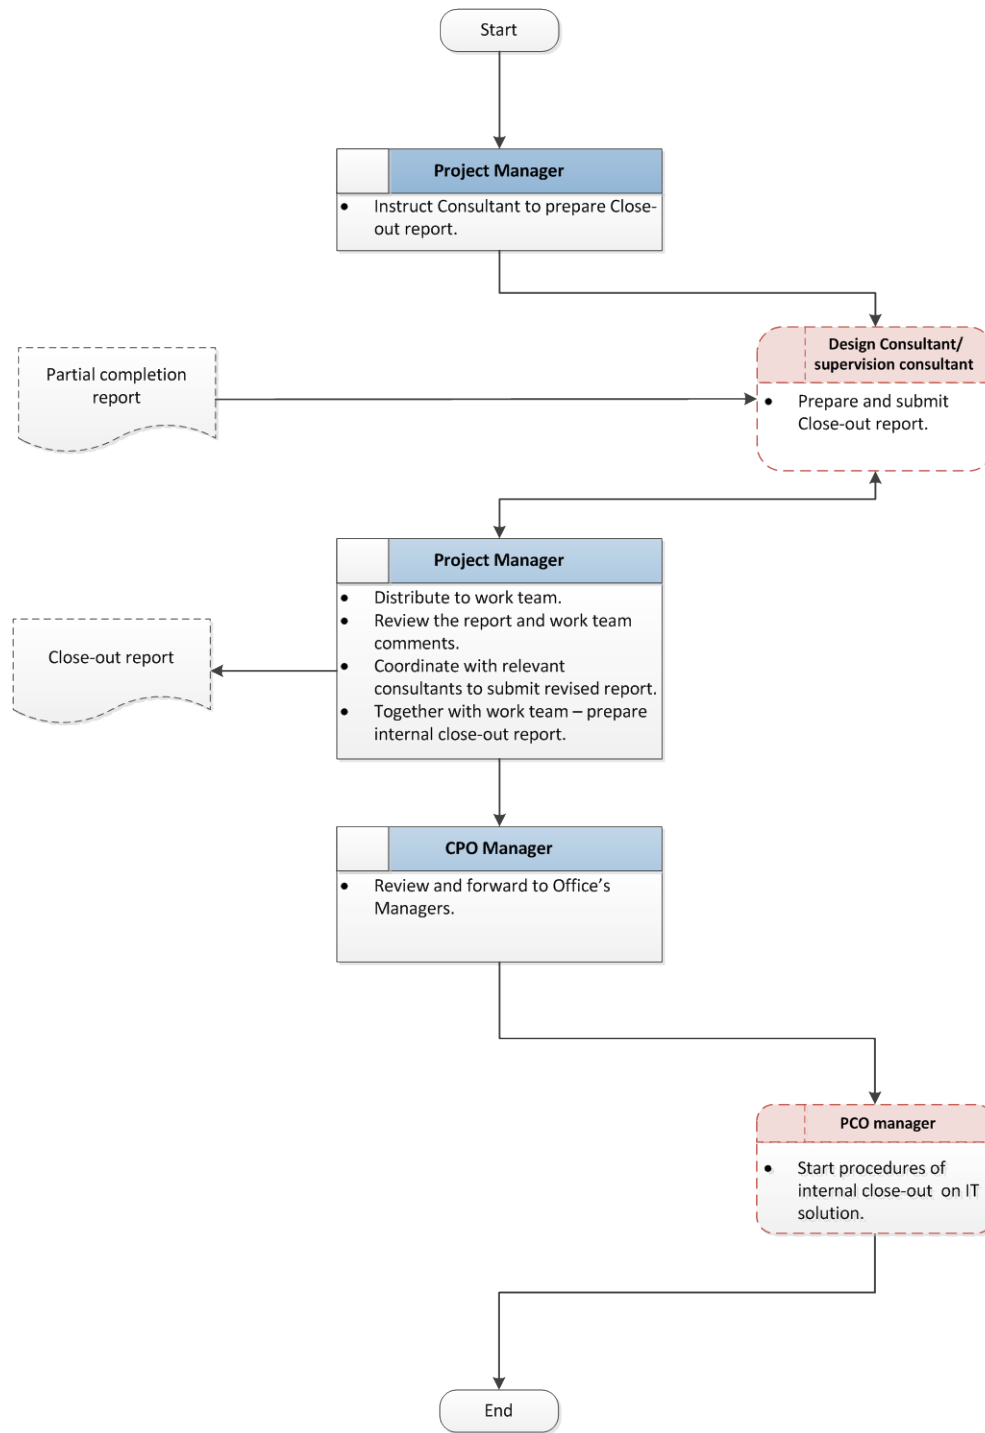 Start
Project Manager
• Instruct Consultant to prepare Close-
out report.
Design Consultant/
supervision consultant
• Prepare and submit
Close-out report.
Partial completion
report
Project Manager
• Distribute to work team.
• Review the report and work team
comments.
• Coordinate with relevant
consultants to submit revised report.
• Together with work team – prepare
internal close-out report.
Close-out report
CPO Manager
• Review and forward to Office’s
Managers.
PCO manager
• Start procedures of
internal close-out on IT
solution.
End